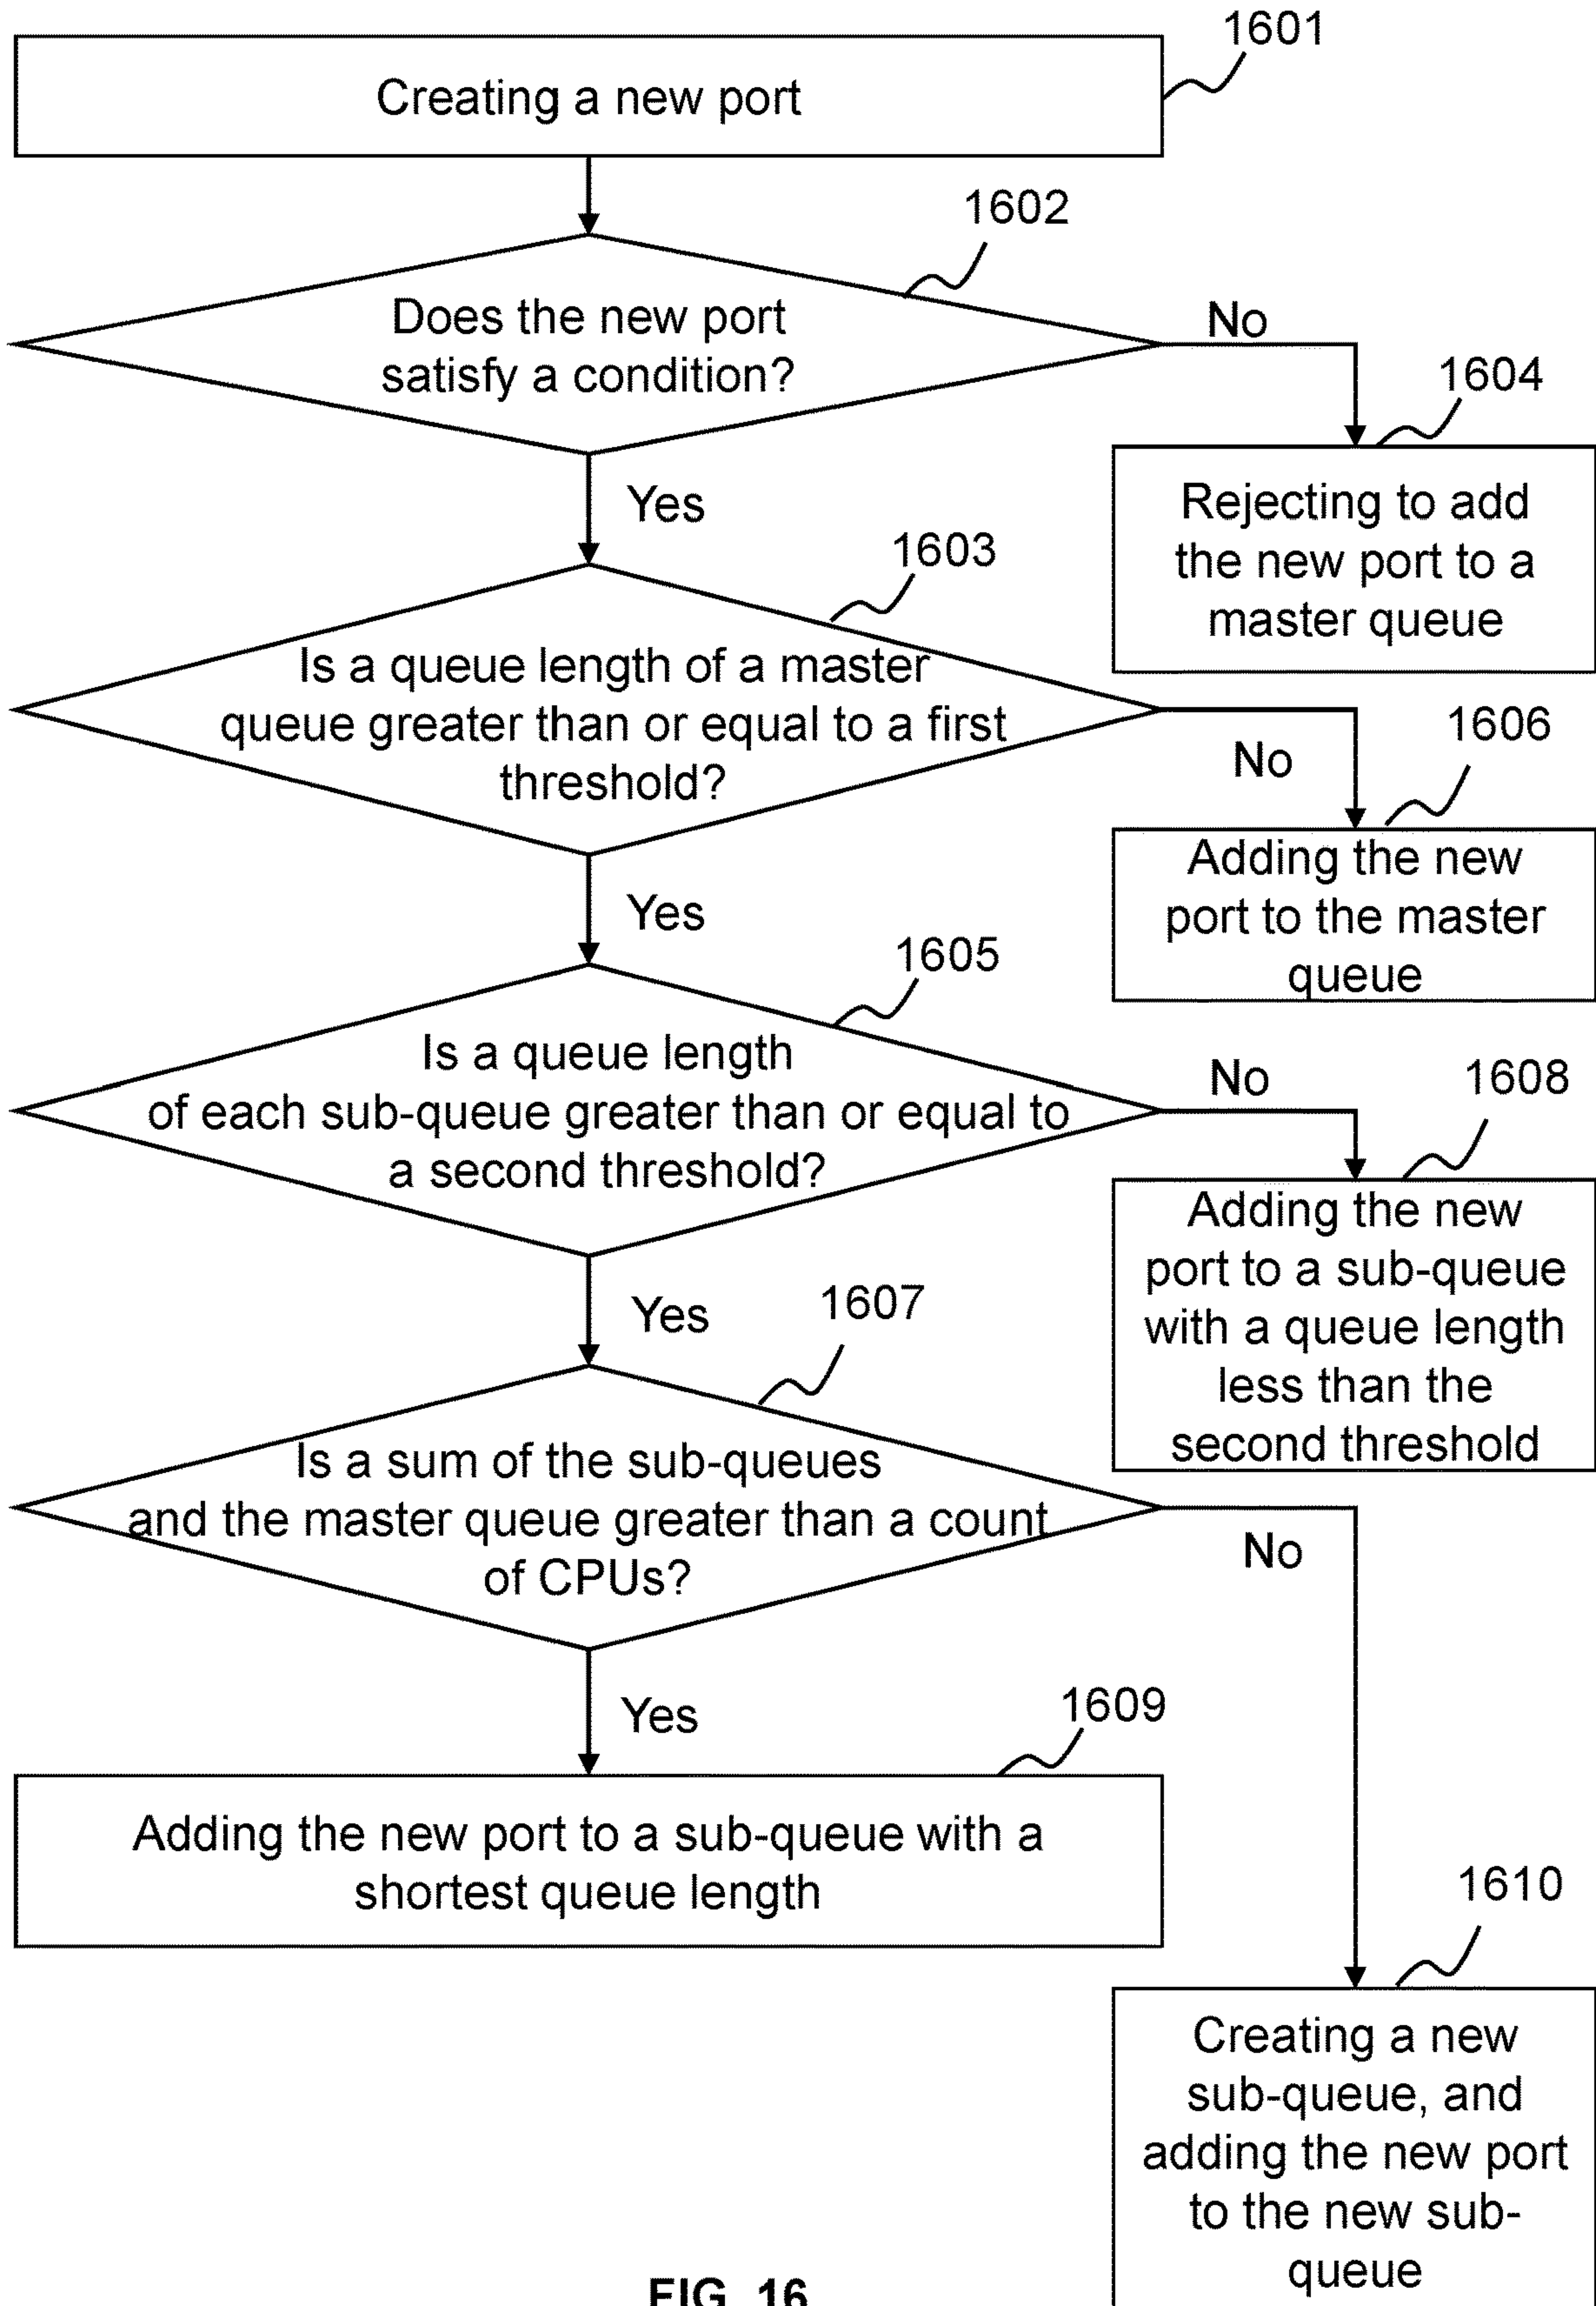 1601
Creating a new port
1602
Does the new port
satisfy a condition?
No
1604
Rejecting to add
the new port to a
master queue
Yes
1603
Is a queue length of a master
queue greater than or equal to a first
threshold?
No
1606
Adding the new
port to the master
queue
Yes
1605
Is a queue length
of each sub-queue greater than or equal to
a second threshold?
No
1608
Adding the new
port to a sub-queue
with a queue length
less than the
second threshold
Yes
1607
Is a sum of the sub-queues
and the master queue greater than a count
of CPUs?
No
Yes
1609
Adding the new port to a sub-queue with a
shortest queue length
1610
Creating a new
sub-queue, and
adding the new port
to the new sub-
queue
FIG. 16